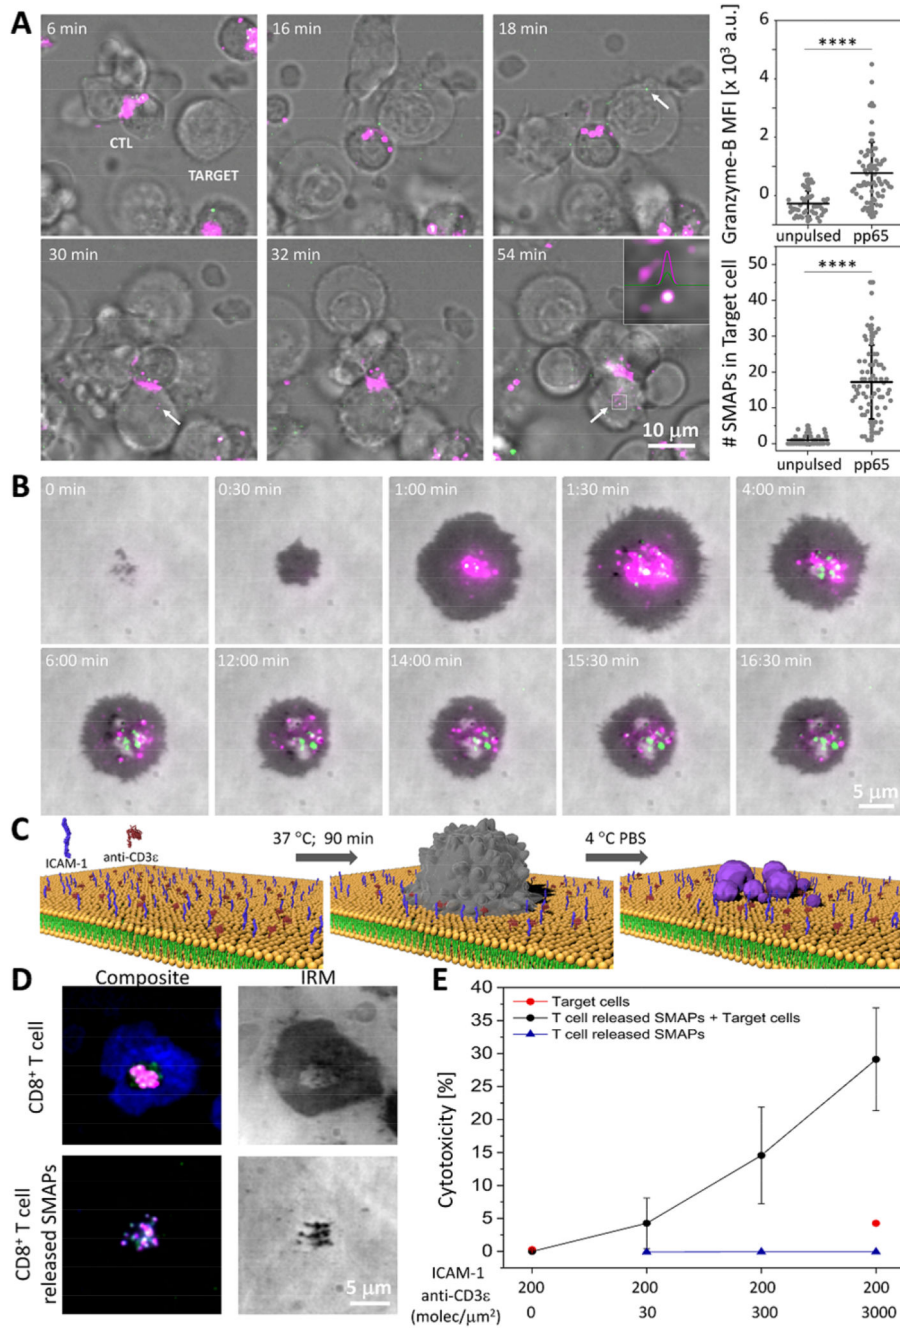 A
6 min
16 min
18 min
CTL
TARGET
30 min
32 min
54 min
10 μm
Granzyme-B MFI [x 10³ a.u.]
6
4
2
0
****
unpulsed pp65
# SMAPs in Target cell
50
40
30
20
10
0
****
unpulsed pp65
B
0 min
0:30 min
1:00 min
1:30 min
4:00 min
6:00 min
12:00 min
14:00 min
15:30 min
16:30 min
5 μm
C
ICAM-1
anti-CD3ε
37 °C; 90 min
4 °C PBS
D
Composite
IRM
CD8⁺ T cell
CD8⁺ T cell
released SMAPs
5 μm
E
Cytotoxicity [%]
40
35
30
25
20
15
10
5
0
Target cells
T cell released SMAPs + Target cells
T cell released SMAPs
ICAM-1 200 200 200 200
anti-CD3ε 0 30 300 3000
(molec/μm²)